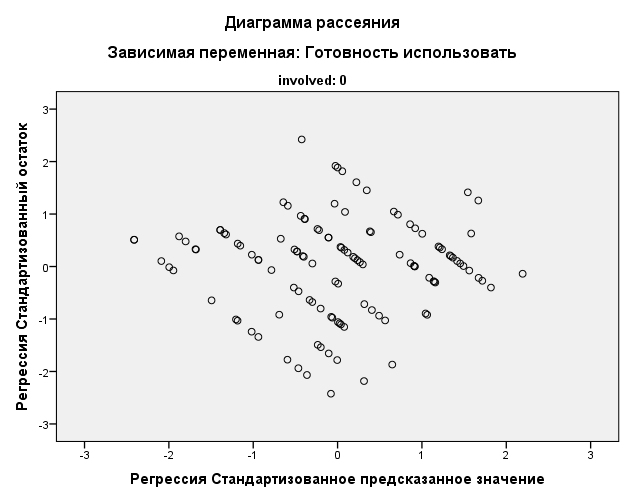 Диаграмма рассеяния
Зависимая переменная: Готовность использовать
involved: 0
Регрессия Стандартизованный остаток
3
2
1
0
-1
-2
-3
-3
-2
-1
0
1
2
3
Регрессия Стандартизованное предсказанное значение